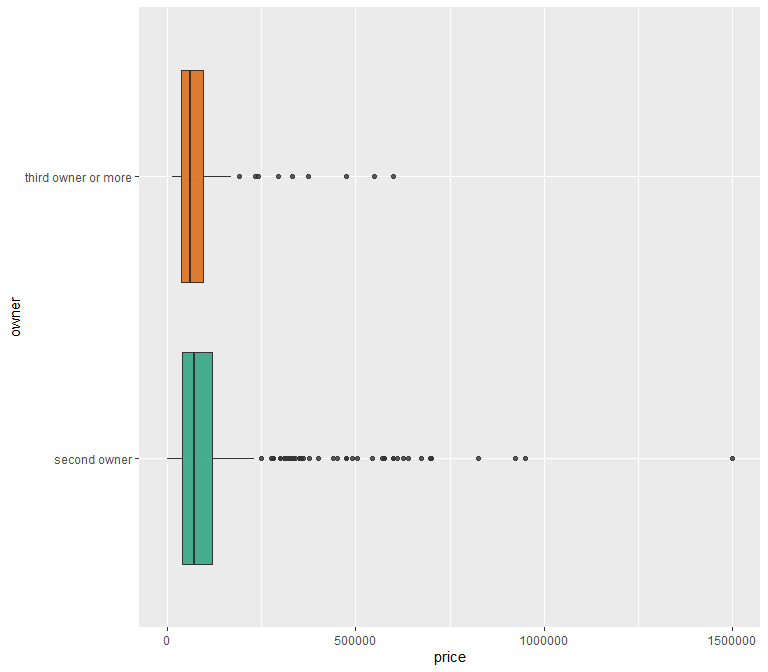 third owner or more
owner
second owner
0 500000 1000000 1500000
price